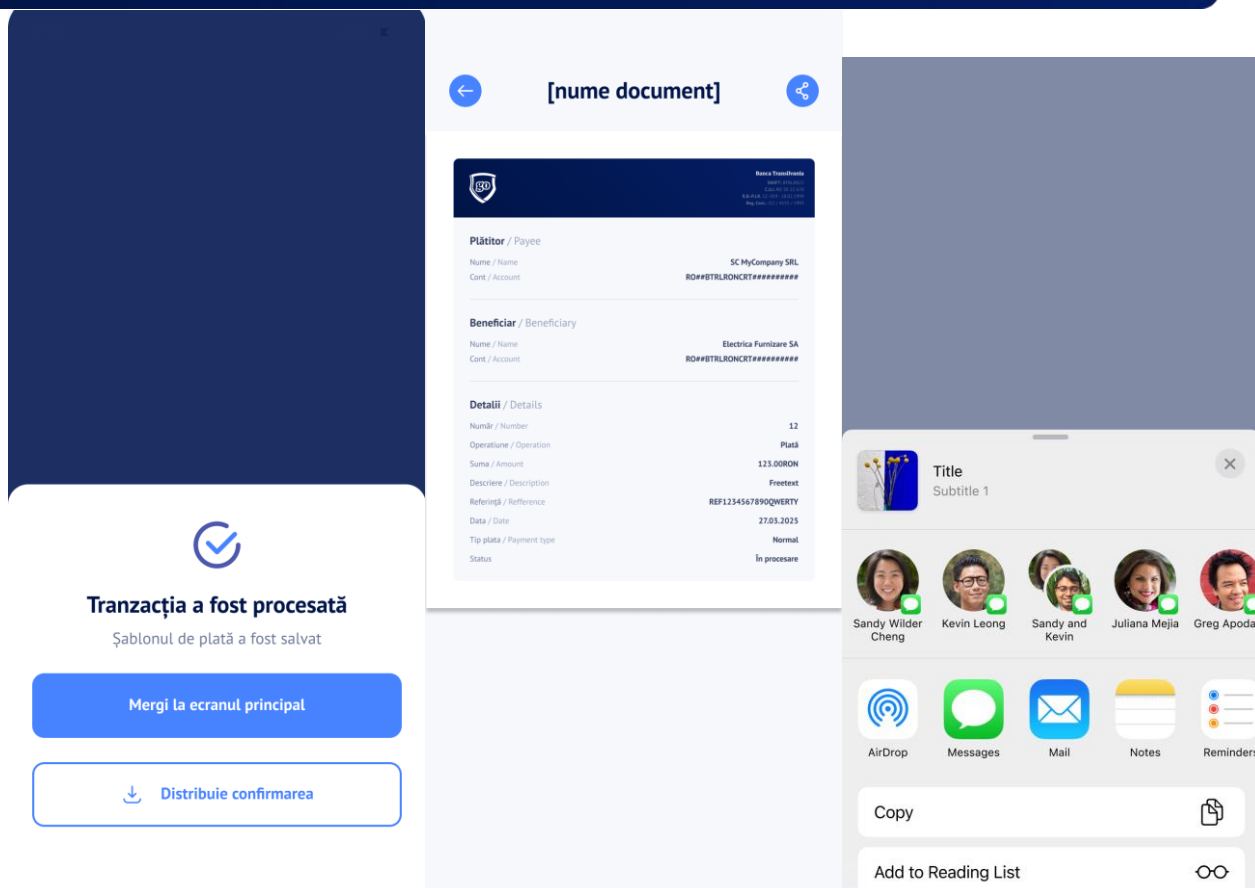 Tranzacția a fost procesată
Șablonul de plată a fost salvat
Mergi la ecranul principal
Distribuie confirmarea
[nume document]
go
Banca Transilvania
Plătitor / Payee
Nume / Name SC MyCompany SRL
Cont / Account RO##BTRLRONCRT##########
Beneficiar / Beneficiary
Nume / Name Electrica Furnizare SA
Cont / Account RO##BTRLRONCRT##########
Detalii / Details
Număr / Number 12
Operatiune / Operation Plată
Suma / Amount 123.00RON
Descriere / Description Freetext
Referință / Refference REF1234567890QWERTY
Data / Date 27.03.2025
Tip plata / Payment type Normal
Status În procesare
Title
Subtitle 1
Sandy Wilder Kevin Leong Sandy and Juliana Mejia Greg Apoda
Cheng Kevin
AirDrop Messages Mail Notes Reminders
Copy
Add to Reading List